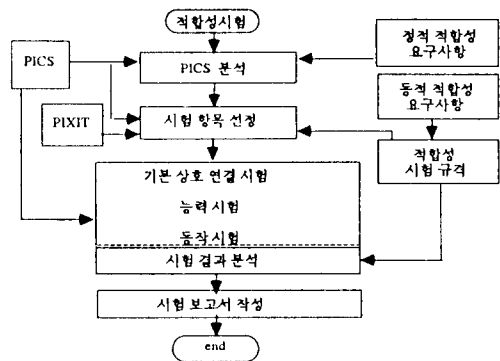 적합성시험
정적 적합성
요구사항
PICS
PICS 분석
동적 적합성
요구사항
PIXIT
시험 항목 선정
적합성
시험 규격
기본 상호 연결 시험
능력 시험
동작 시험
시험 결과 분석
시험 보고서 작성
end